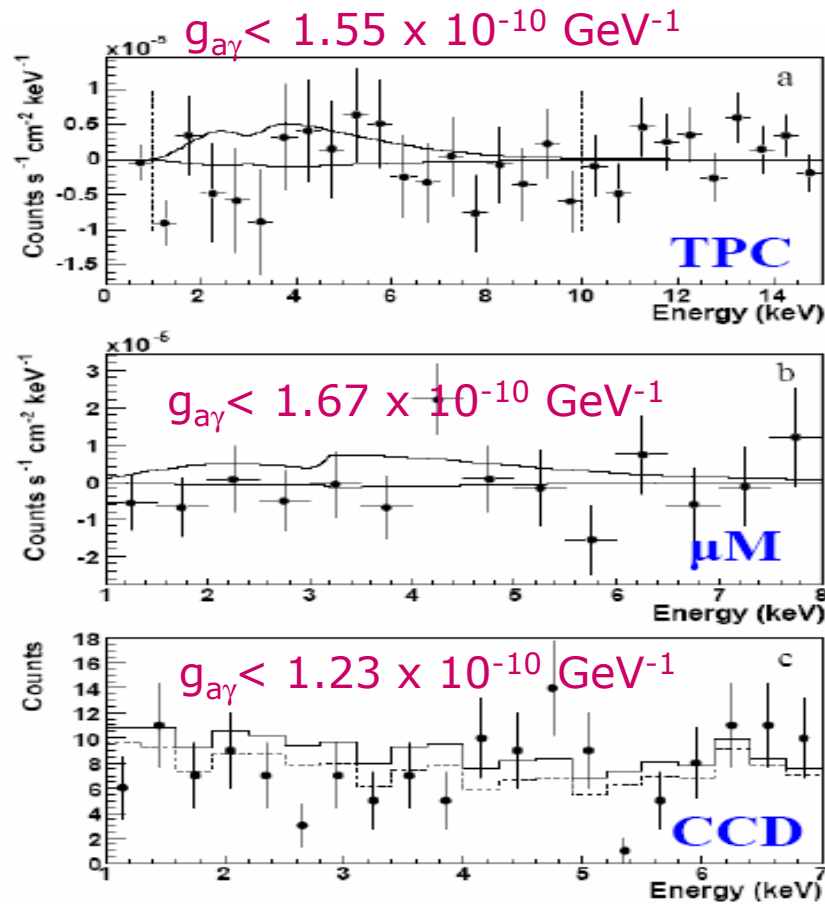 g_aγ < 1.55 x 10^-10 GeV^-1
x10^-5
a
Counts s^-1 cm^-2 keV^-1
1
0.5
0
-0.5
-1
-1.5
TPC
0 2 4 6 8 10 12 14
Energy (keV)
x10^-5
b
g_aγ < 1.67 x 10^-10 GeV^-1
Counts s^-1 cm^-2 keV^-1
3
2
1
0
-1
-2
μM
1 2 3 4 5 6 7 8
Energy (keV)
c
g_aγ < 1.23 x 10^-10 GeV^-1
Counts
18
16
14
12
10
8
6
4
2
0
CCD
1 2 3 4 5 6 7
Energy (keV)